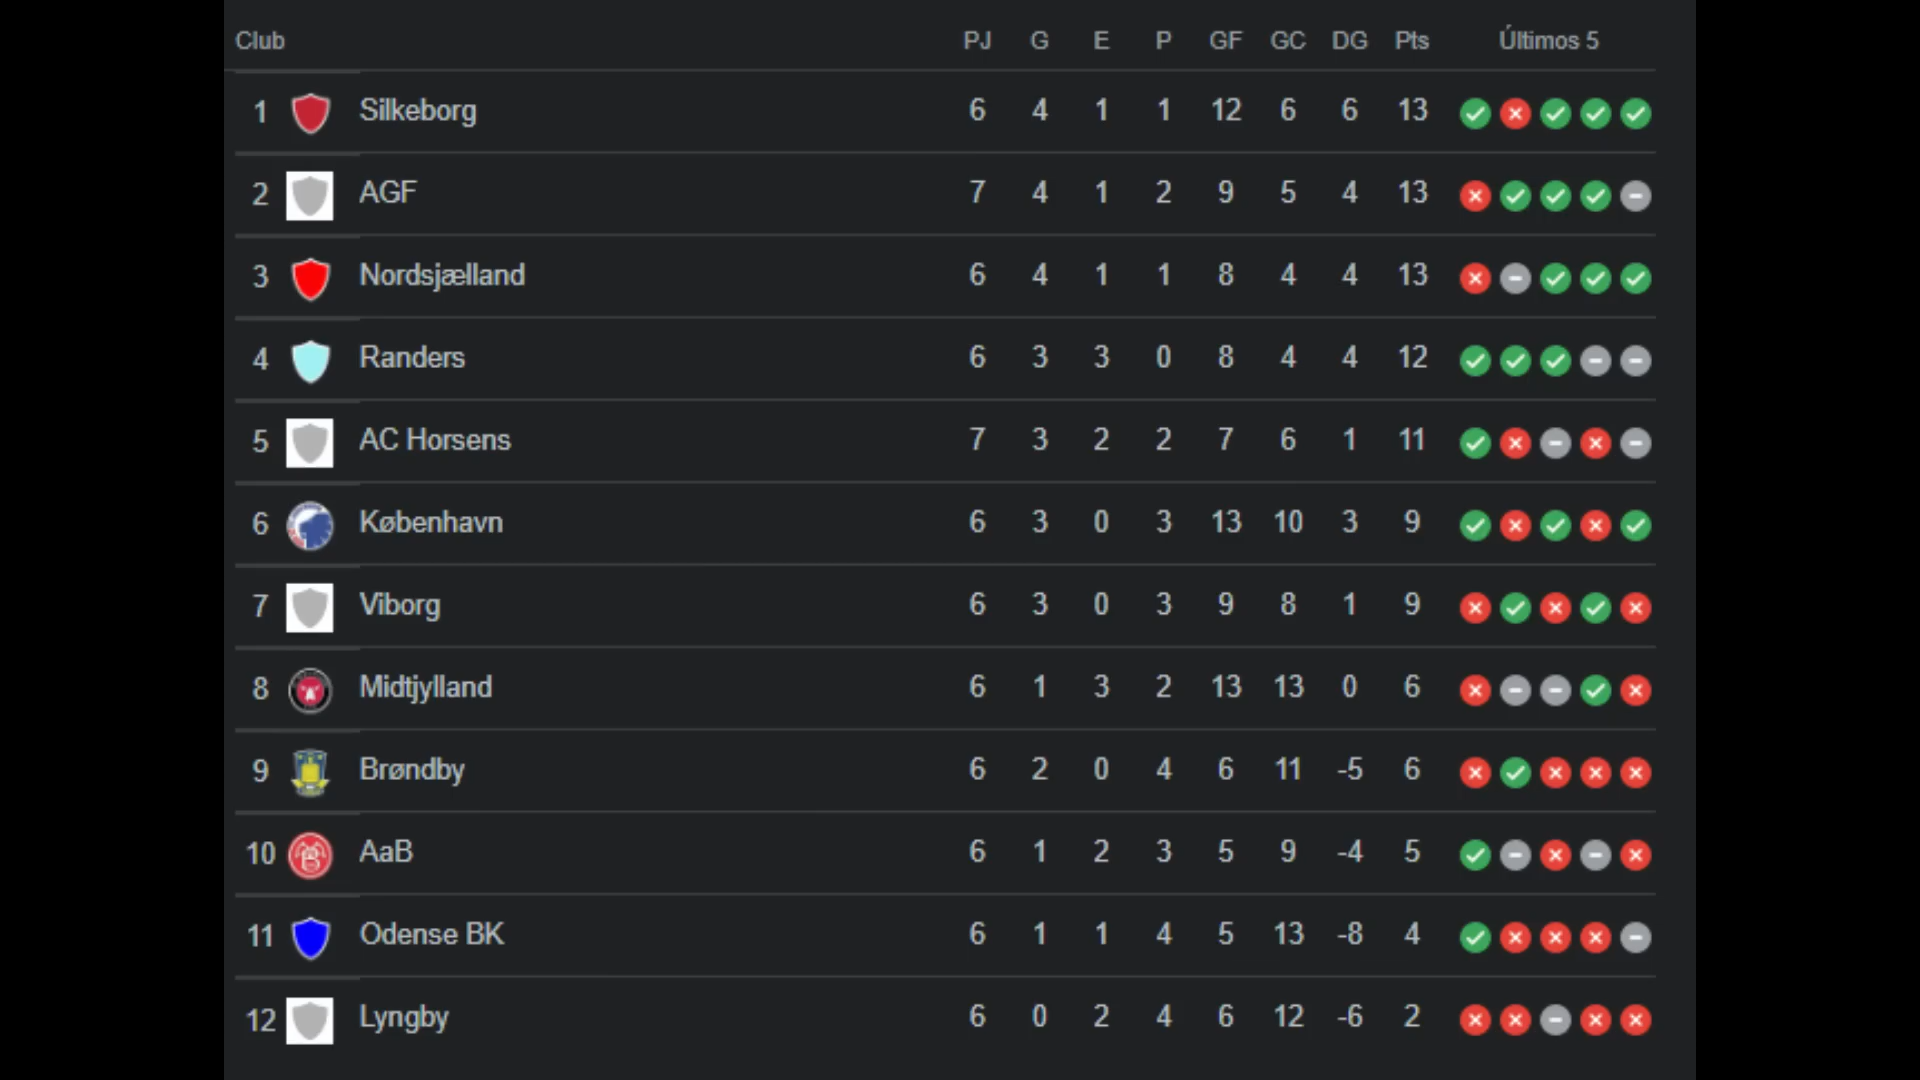 Club PJ G E P GF GC DG Pts Últimos 5
1 Silkeborg 6 4 1 1 12 6 6 13
2 AGF 7 4 1 2 9 5 4 13
3 Nordsjælland 6 4 1 1 8 4 4 13
4 Randers 6 3 3 0 8 4 4 12
5 AC Horsens 7 3 2 2 7 6 1 11
6 København 6 3 0 3 13 10 3 9
7 Viborg 6 3 0 3 9 8 1 9
8 Midtjylland 6 1 3 2 13 13 0 6
9 Brøndby 6 2 0 4 6 11 -5 6
10 AaB 6 1 2 3 5 9 -4 5
11 Odense BK 6 1 1 4 5 13 -8 4
12 Lyngby 6 0 2 4 6 12 -6 2